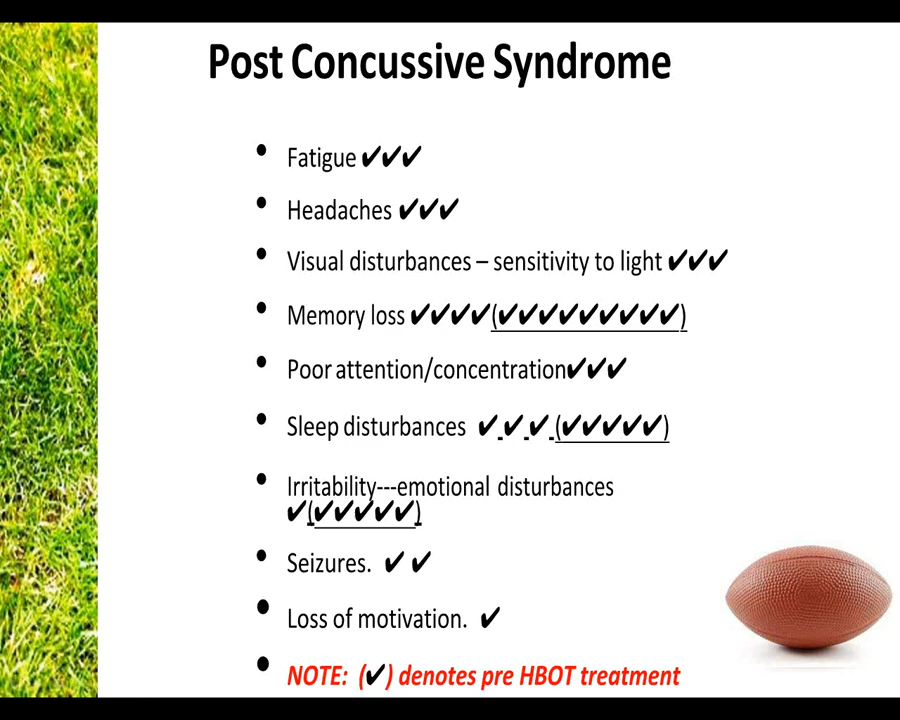 Post Concussive Syndrome
• Fatigue ✔✔✔
• Headaches ✔✔✔
• Visual disturbances – sensitivity to light ✔✔✔
• Memory loss ✔✔✔✔(✔✔✔✔✔✔✔✔✔)
• Poor attention/concentration✔✔✔
• Sleep disturbances ✔ ✔ ✔ (✔✔✔✔✔)
• Irritability---emotional disturbances
✔(✔✔✔✔✔)
• Seizures. ✔ ✔
• Loss of motivation. ✔
• NOTE: (✔) denotes pre HBOT treatment